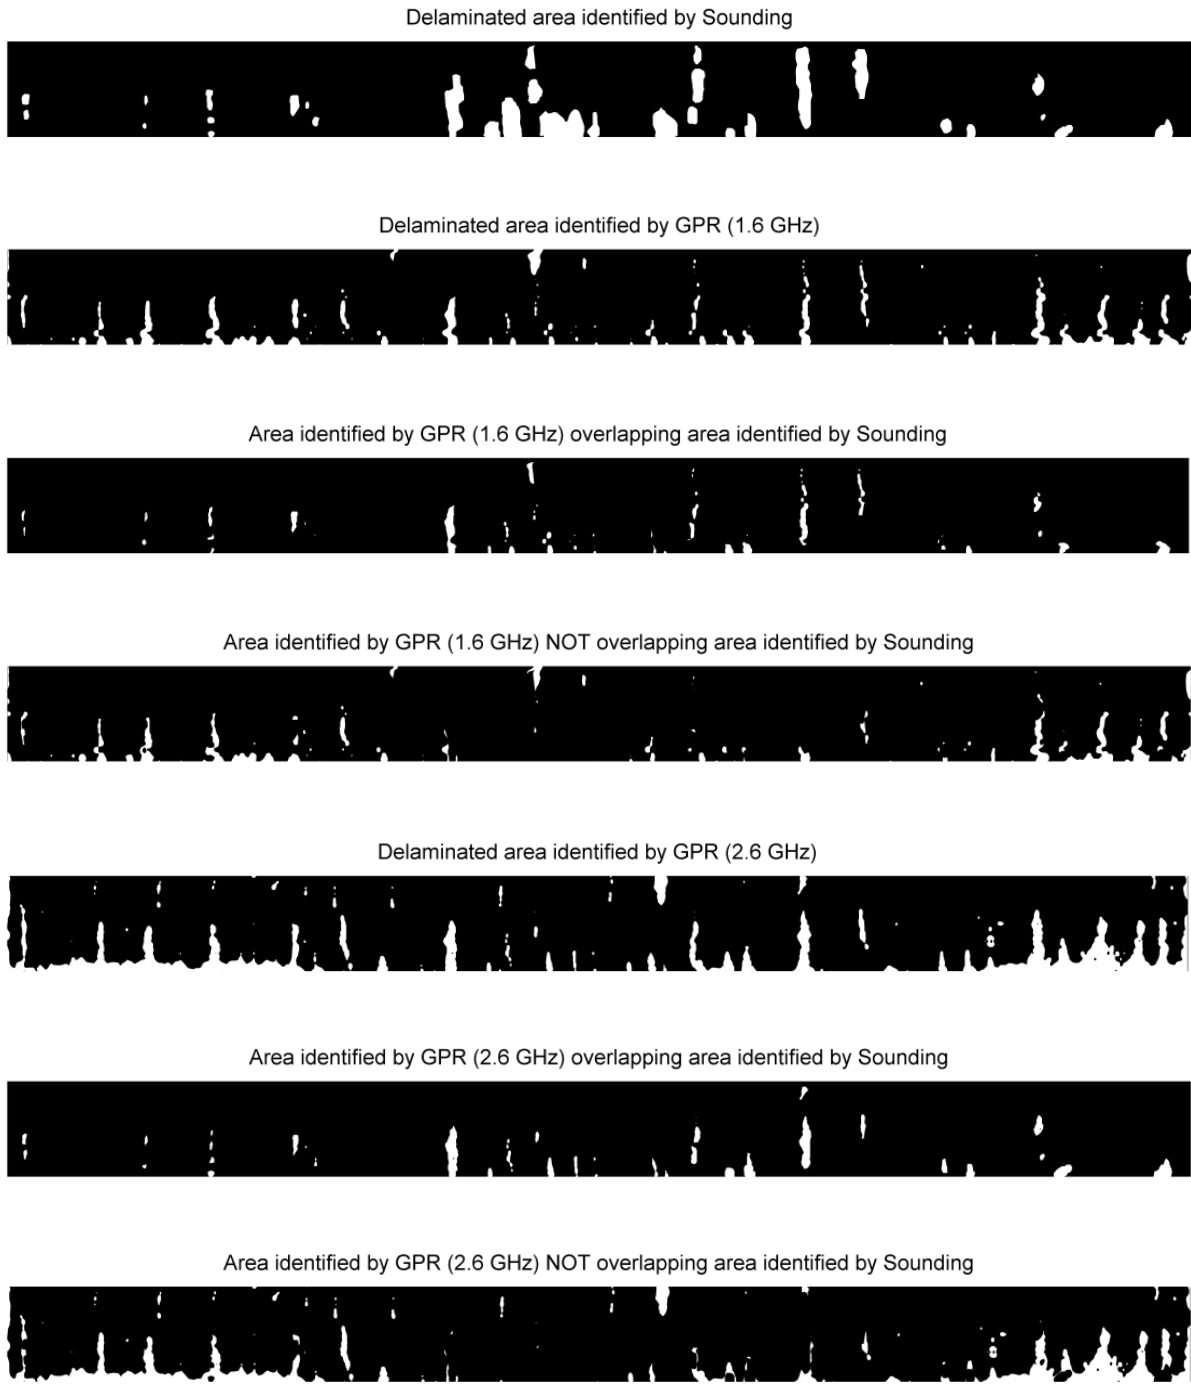 Delaminated area identified by Sounding
Delaminated area identified by GPR (1.6 GHz)
Area identified by GPR (1.6 GHz) overlapping area identified by Sounding
Area identified by GPR (1.6 GHz) NOT overlapping area identified by Sounding
Delaminated area identified by GPR (2.6 GHz)
Area identified by GPR (2.6 GHz) overlapping area identified by Sounding
Area identified by GPR (2.6 GHz) NOT overlapping area identified by Sounding